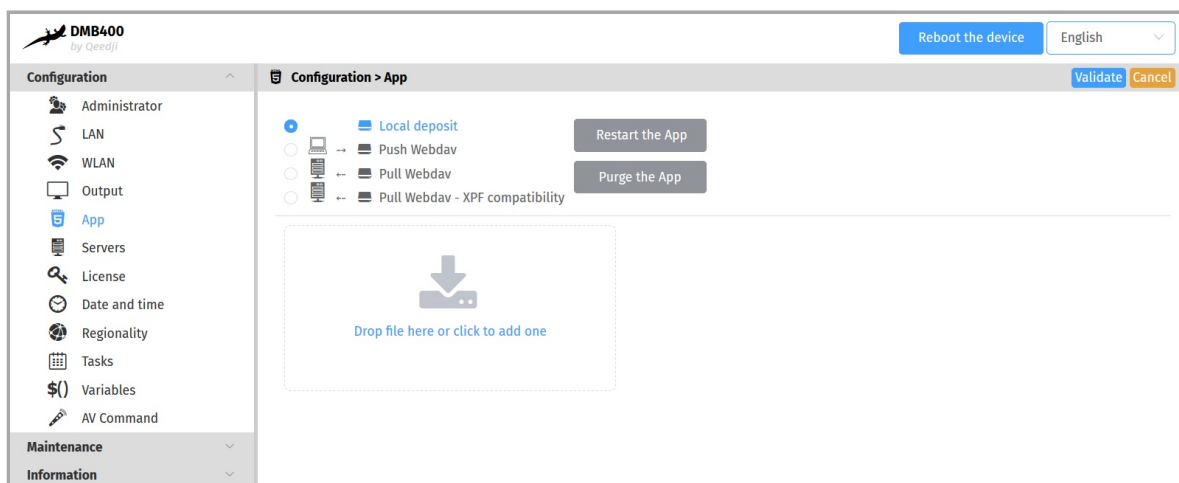 DMB400
by Qeedji
Reboot the device
English
Configuration
Configuration > App
Validate
Cancel
Administrator
LAN
WLAN
Output
App
Servers
License
Date and time
Regionality
Tasks
$() Variables
AV Command
Maintenance
Information
Local deposit
Push Webdav
Pull Webdav
Pull Webdav - XPF compatibility
Restart the App
Purge the App
Drop file here or click to add one